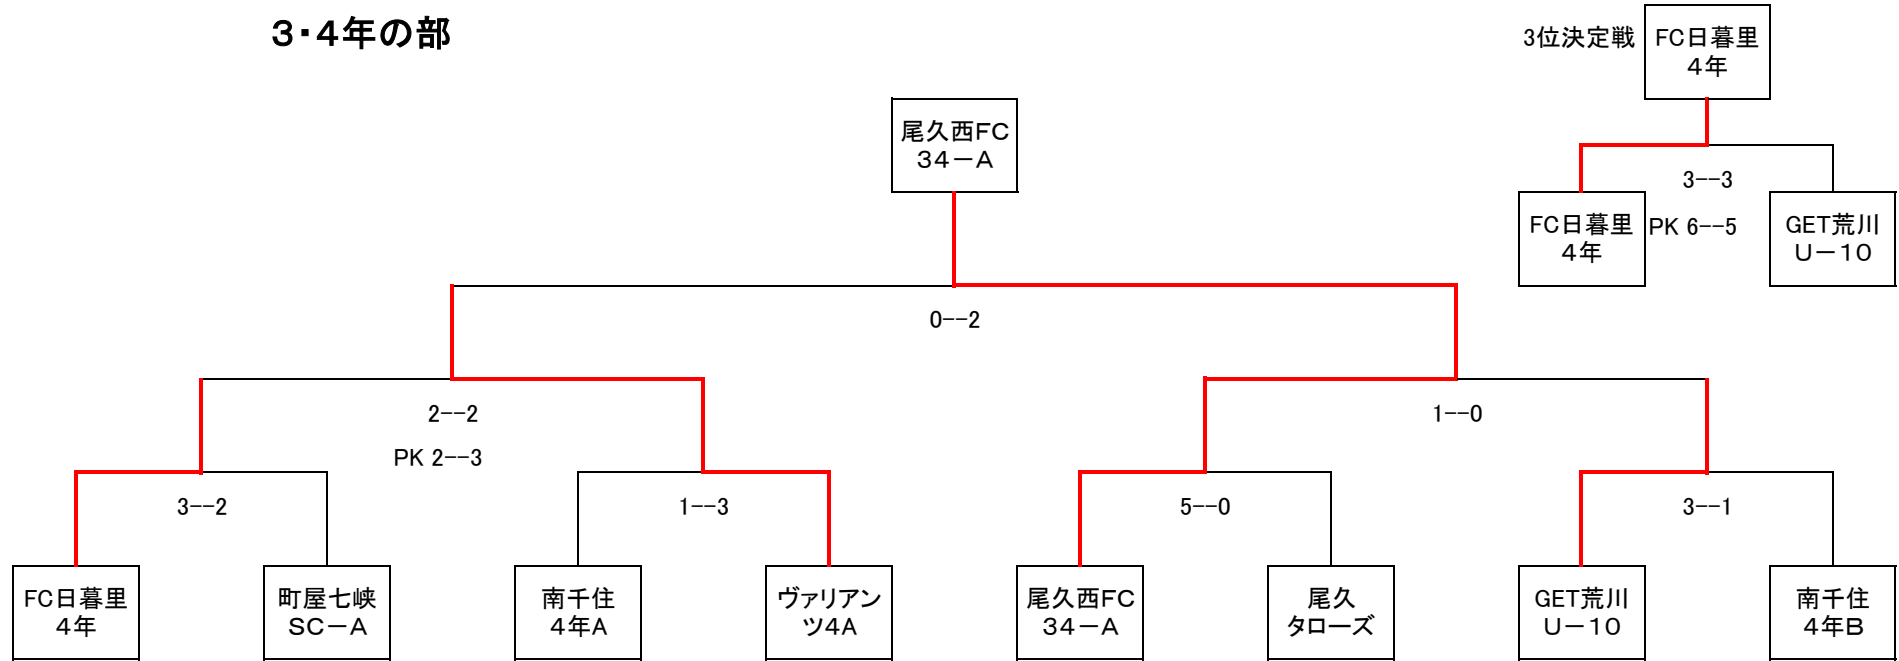 ３・４年の部
3位決定戦
FC日暮里
４年
尾久西ＦＣ
３４－Ａ
3--3
FC日暮里
４年
PK 6--5
GET荒川
Ｕ－１０
0--2
2--2
PK 2--3
1--0
3--2
1--3
5--0
3--1
FC日暮里
４年
町屋七峡
ＳＣ－Ａ
南千住
４年A
ヴァリアン
ツ4A
尾久西ＦＣ
３４－Ａ
尾久
タローズ
GET荒川
Ｕ－１０
南千住
４年Ｂ